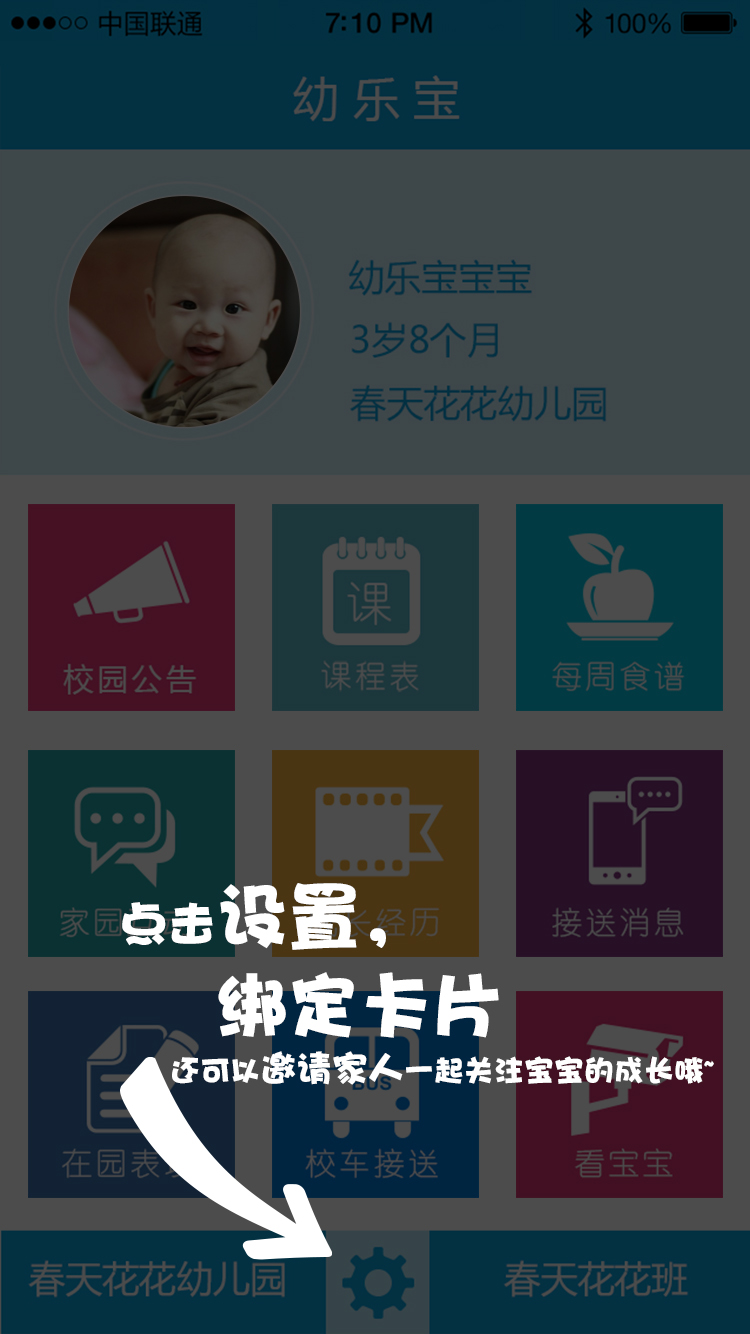 中国联通 7:10 PM 100%
幼乐宝
幼乐宝宝宝
3岁8个月
春天花花幼儿园
课
校园公告 课程表 每周食谱
家园 长经历 接送消息
点击设置，
绑定卡片
还可以邀请家人一起关注宝宝的成长哦~
BUS
在园表 校车接送 看宝宝
春天花花幼儿园 春天花花班